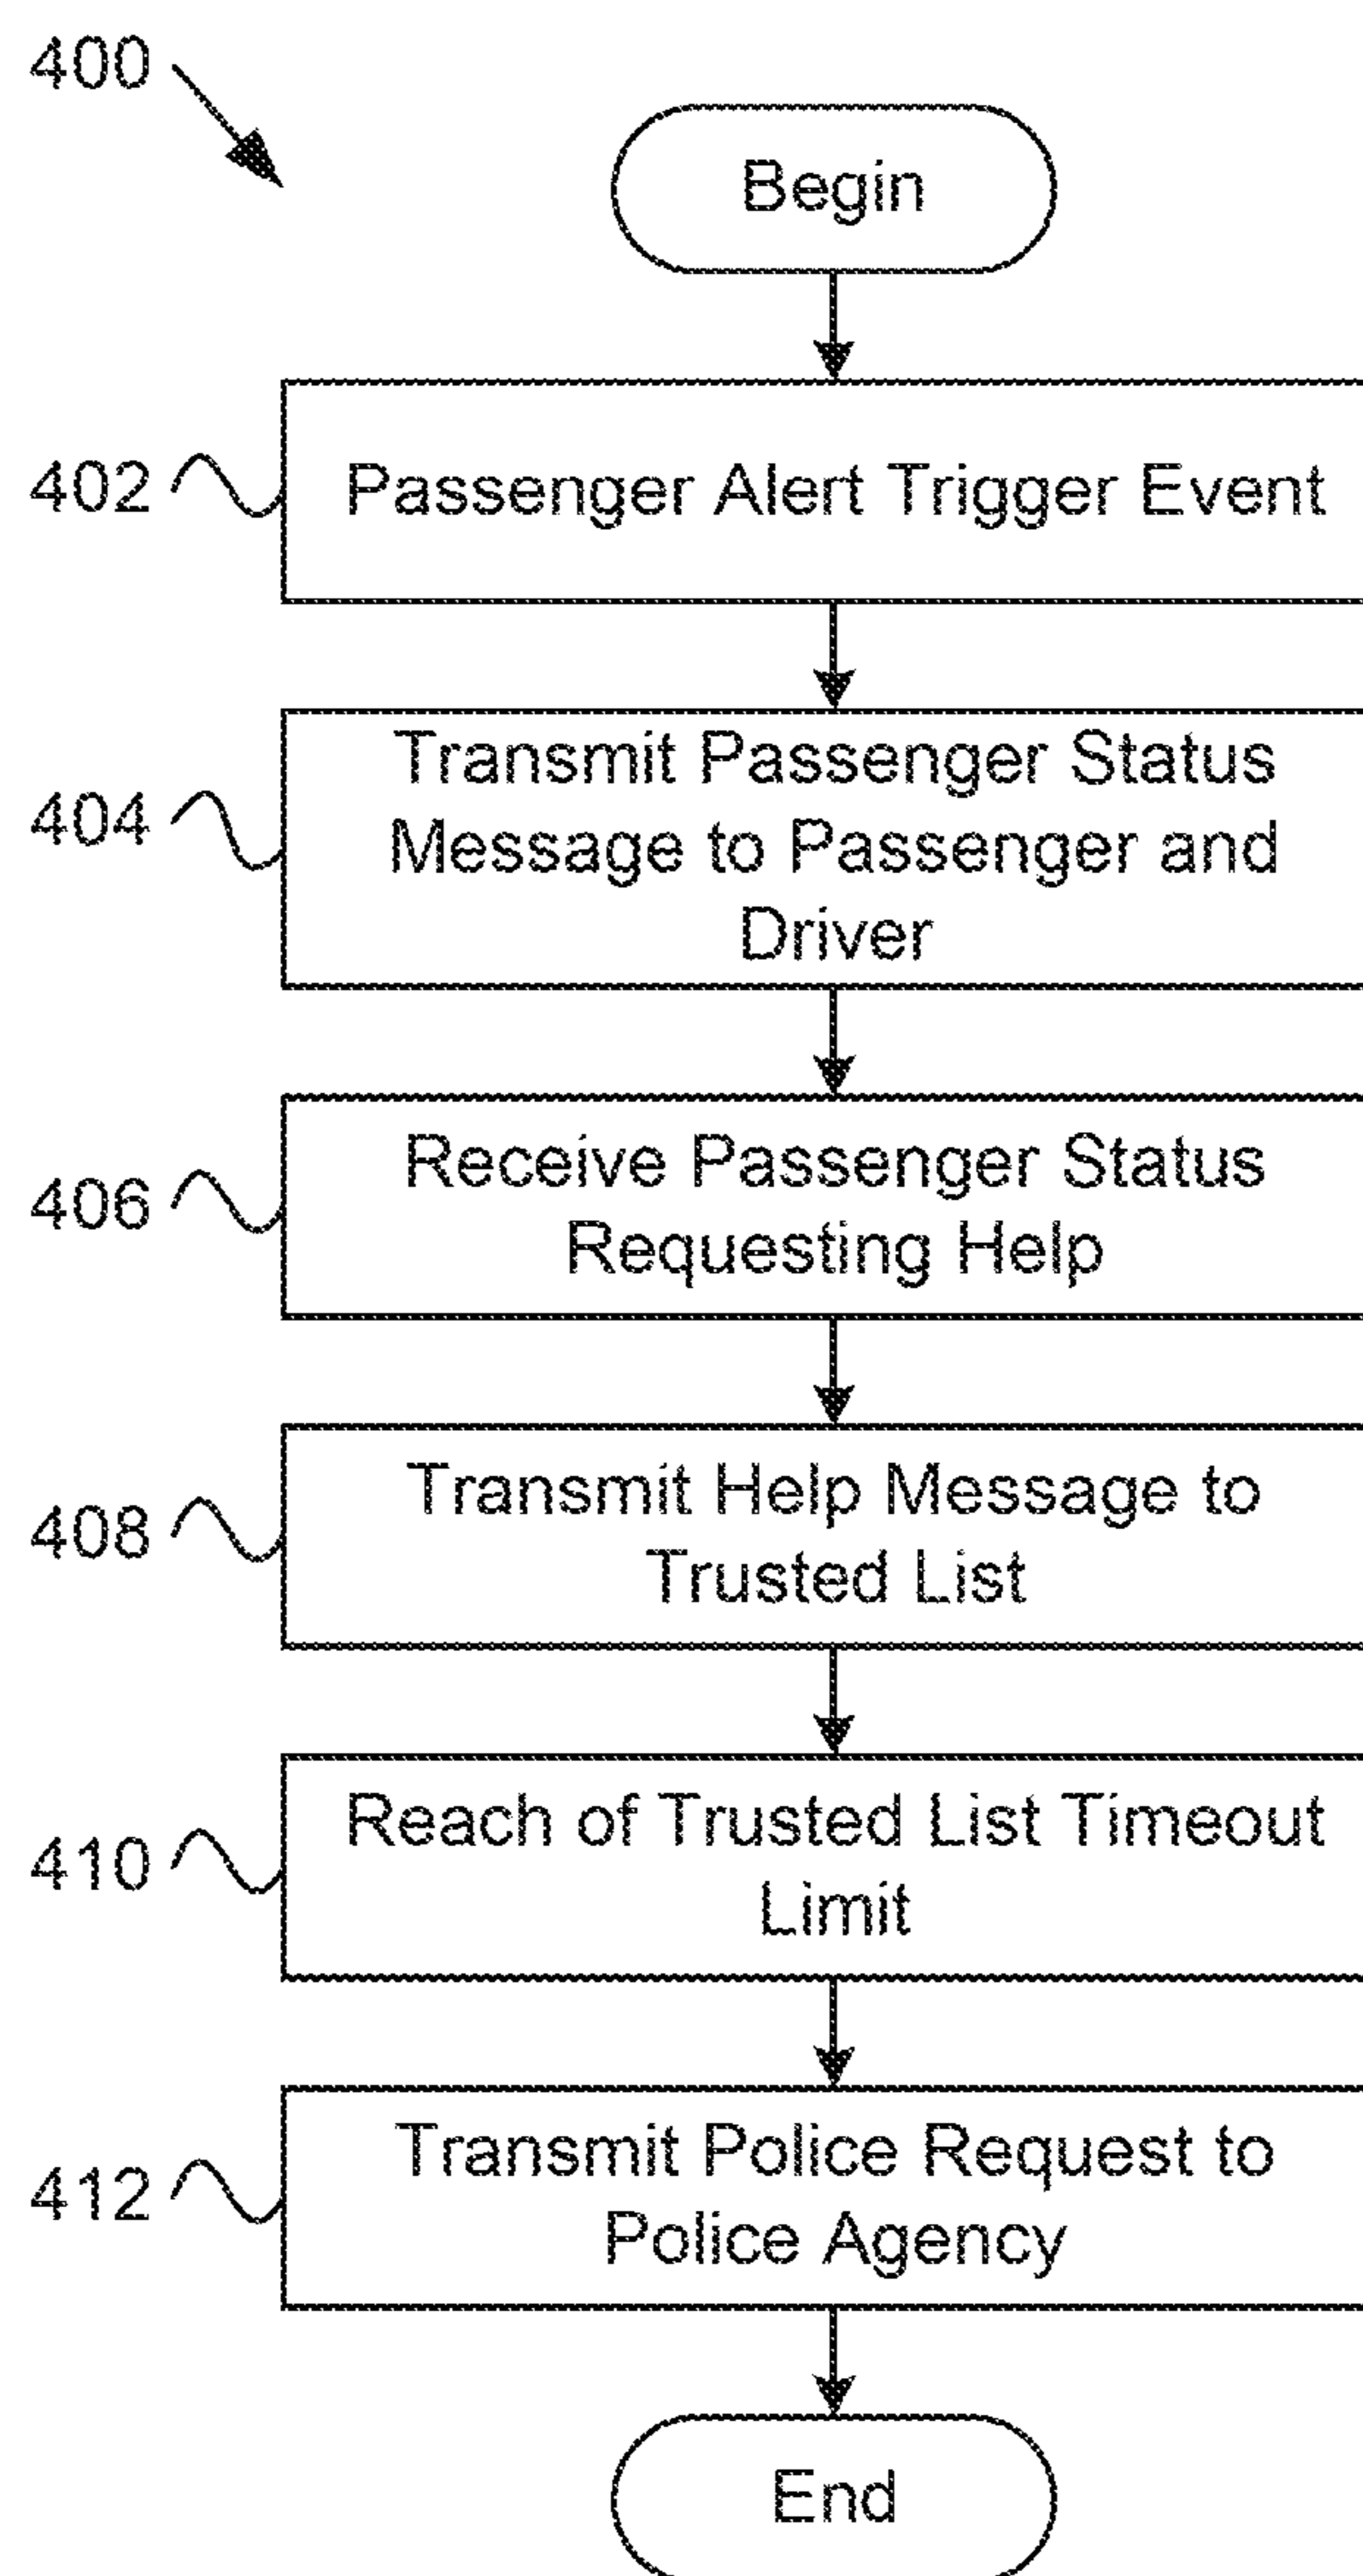 400
Begin
402
Passenger Alert Trigger Event
404
Transmit Passenger Status
Message to Passenger and
Driver
406
Receive Passenger Status
Requesting Help
408
Transmit Help Message to
Trusted List
410
Reach of Trusted List Timeout
Limit
412
Transmit Police Request to
Police Agency
End